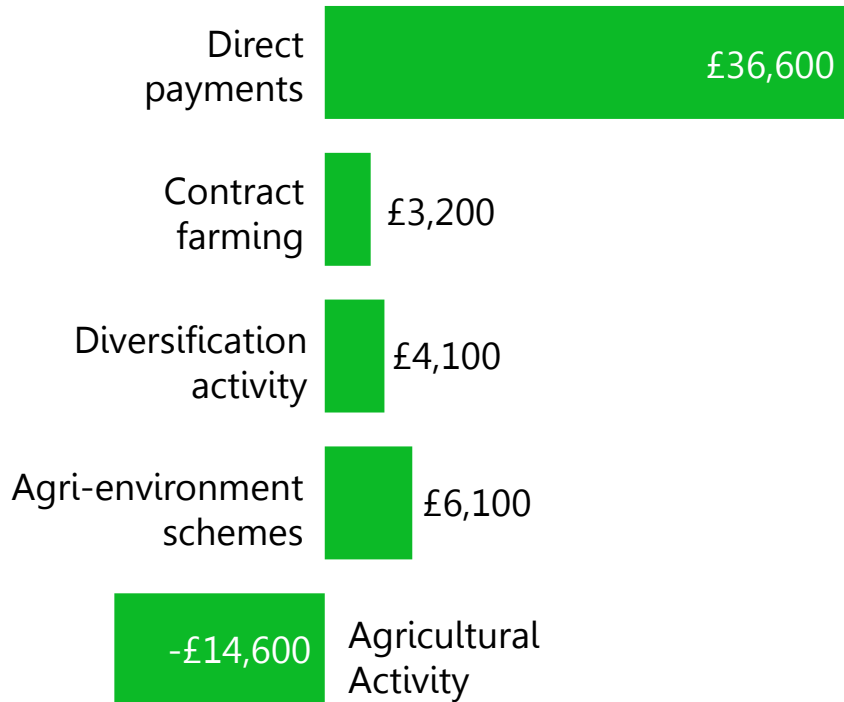 Direct
payments
£36,600
Contract
farming
£3,200
Diversification
activity
£4,100
Agri-environment
schemes
£6,100
-£14,600
Agricultural
Activity